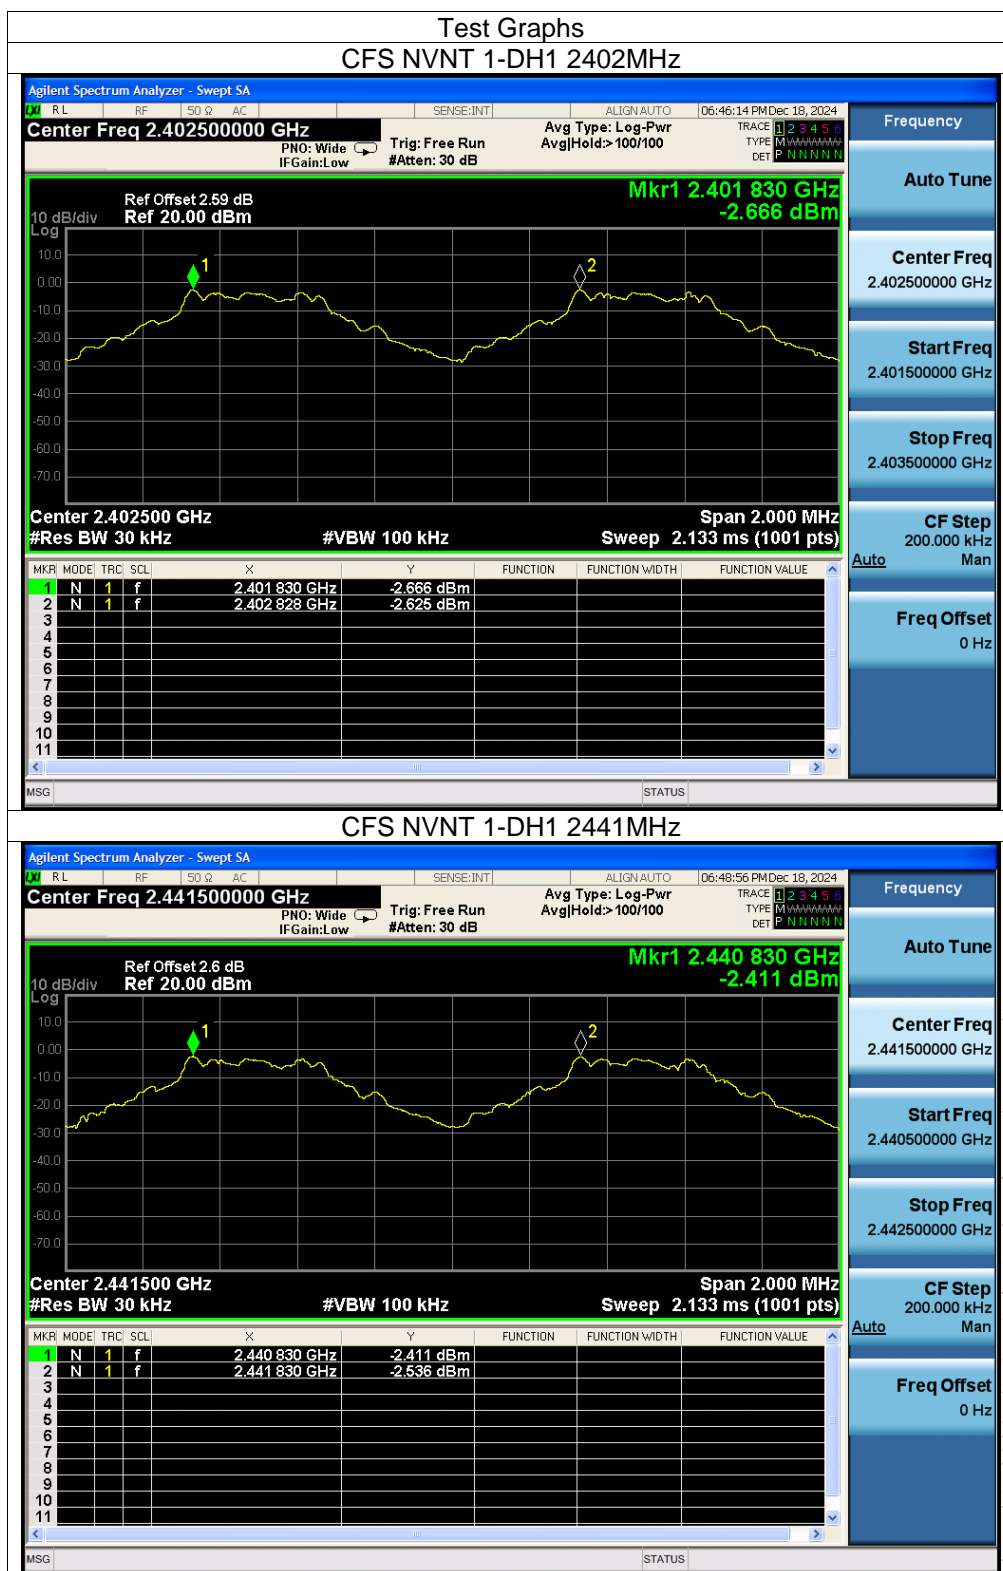 Test Graphs
CFS NVNT 1-DH1 2402MHz
Agilent Spectrum Analyzer - Swept SA
LXI RL RF 50 Ω AC SENSE:INT ALIGNAUTO 06:46:14 PM Dec 18, 2024
Center Freq 2.402500000 GHz
PNO: Wide Trig: Free Run Avg Type: Log-Pwr TRACE 1 2 3 4 5 6
IFGain:Low #Atten: 30 dB Avg|Hold:>100/100 TYPE M WWWWW
DET P N N N N N
Frequency
Auto Tune
Center Freq
2.402500000 GHz
Start Freq
2.401500000 GHz
Stop Freq
2.403500000 GHz
CF Step
200.000 kHz
Auto Man
Freq Offset
0 Hz
Mkr1 2.401 830 GHz
-2.666 dBm
Ref Offset 2.59 dB
10 dB/div Ref 20.00 dBm
Log
10.0
0.00
-10.0
-20.0
-30.0
-40.0
-50.0
-60.0
-70.0
1
2
Center 2.402500 GHz Span 2.000 MHz
#Res BW 30 kHz #VBW 100 kHz Sweep 2.133 ms (1001 pts)
MKR MODE TRC SCL X Y FUNCTION FUNCTION WIDTH FUNCTION VALUE
1 N 1 f 2.401 830 GHz -2.666 dBm
2 N 1 f 2.402 828 GHz -2.625 dBm
3
4
5
6
7
8
9
10
11
MSG STATUS
CFS NVNT 1-DH1 2441MHz
Agilent Spectrum Analyzer - Swept SA
LXI RL RF 50 Ω AC SENSE:INT ALIGNAUTO 06:48:56 PM Dec 18, 2024
Center Freq 2.441500000 GHz
PNO: Wide Trig: Free Run Avg Type: Log-Pwr TRACE 1 2 3 4 5 6
IFGain:Low #Atten: 30 dB Avg|Hold:>100/100 TYPE M WWWWW
DET P N N N N N
Frequency
Auto Tune
Center Freq
2.441500000 GHz
Start Freq
2.440500000 GHz
Stop Freq
2.442500000 GHz
CF Step
200.000 kHz
Auto Man
Freq Offset
0 Hz
Mkr1 2.440 830 GHz
-2.411 dBm
Ref Offset 2.6 dB
10 dB/div Ref 20.00 dBm
Log
10.0
0.00
-10.0
-20.0
-30.0
-40.0
-50.0
-60.0
-70.0
1
2
Center 2.441500 GHz Span 2.000 MHz
#Res BW 30 kHz #VBW 100 kHz Sweep 2.133 ms (1001 pts)
MKR MODE TRC SCL X Y FUNCTION FUNCTION WIDTH FUNCTION VALUE
1 N 1 f 2.440 830 GHz -2.411 dBm
2 N 1 f 2.441 830 GHz -2.536 dBm
3
4
5
6
7
8
9
10
11
MSG STATUS